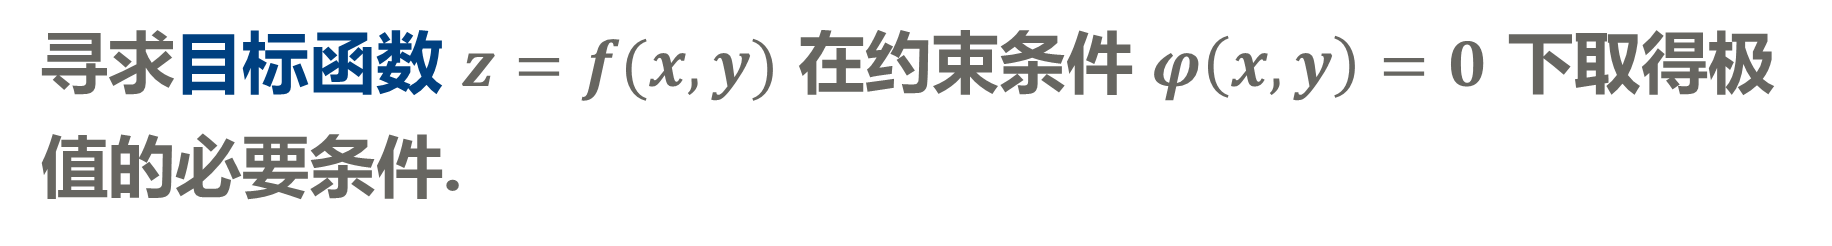 寻求目标函数 z = f(x, y) 在约束条件 φ(x, y) = 0 下取得极
值的必要条件.